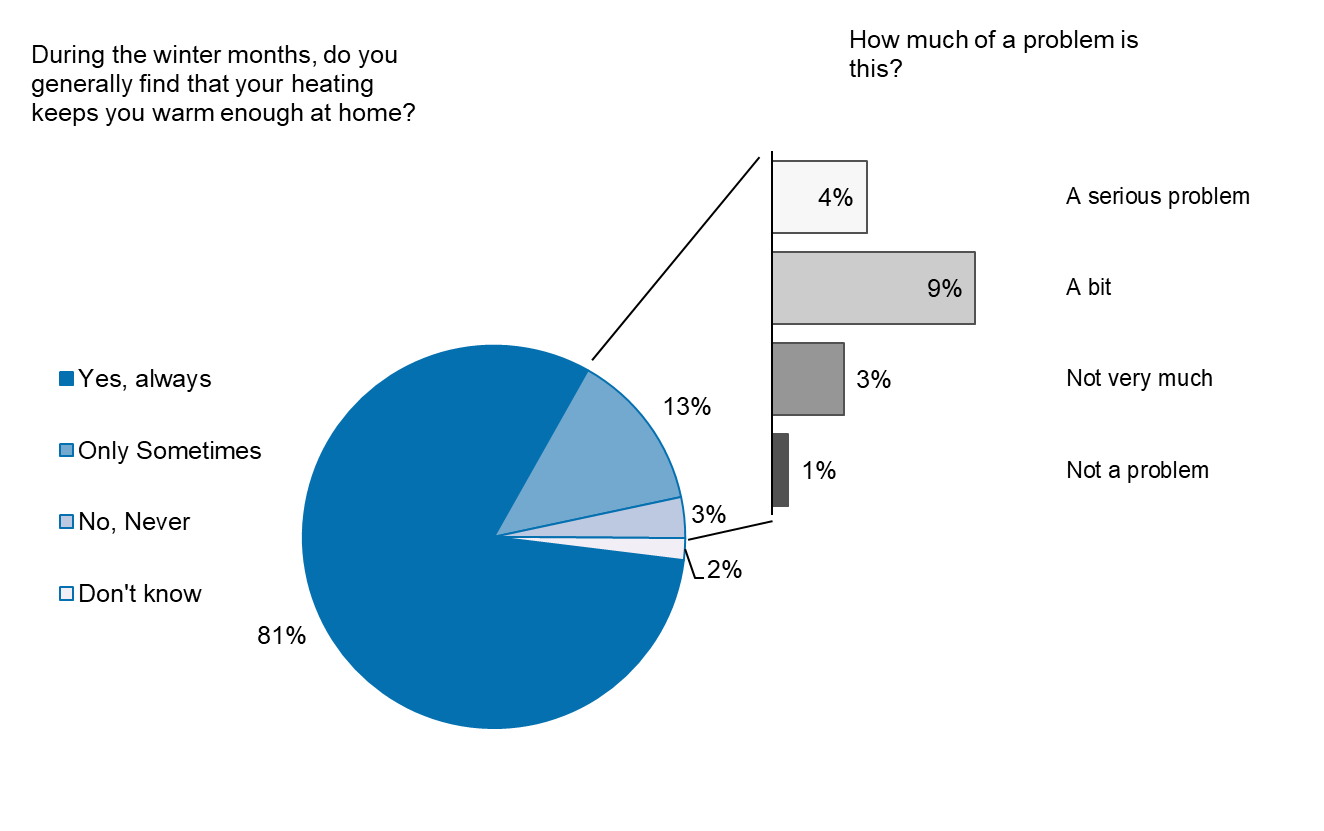 During the winter months, do you
generally find that your heating
keeps you warm enough at home?
How much of a problem is
this?
4%
A serious problem
9%
A bit
3%
Not very much
1%
Not a problem
Yes, always
Only Sometimes
No, Never
Don't know
13%
3%
2%
81%